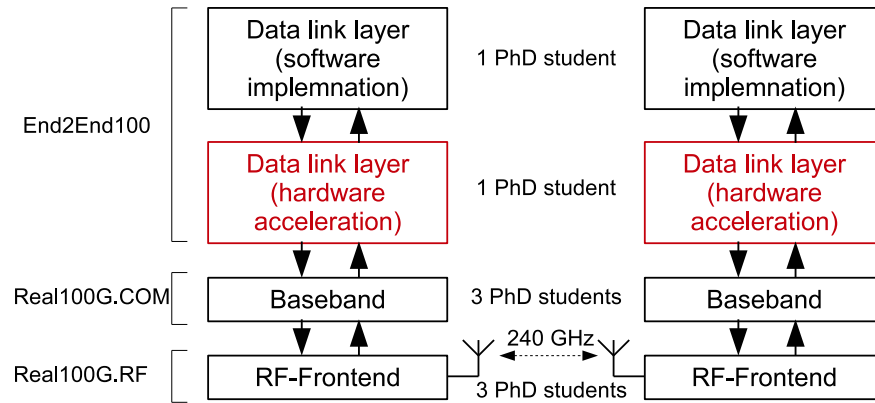 Data link layer
(software
implemnation)
1 PhD student
Data link layer
(software
implemnation)
End2End100
Data link layer
(hardware
acceleration)
1 PhD student
Data link layer
(hardware
acceleration)
Real100G.COM
Baseband
3 PhD students
Baseband
240 GHz
Real100G.RF
RF-Frontend
3 PhD students
RF-Frontend